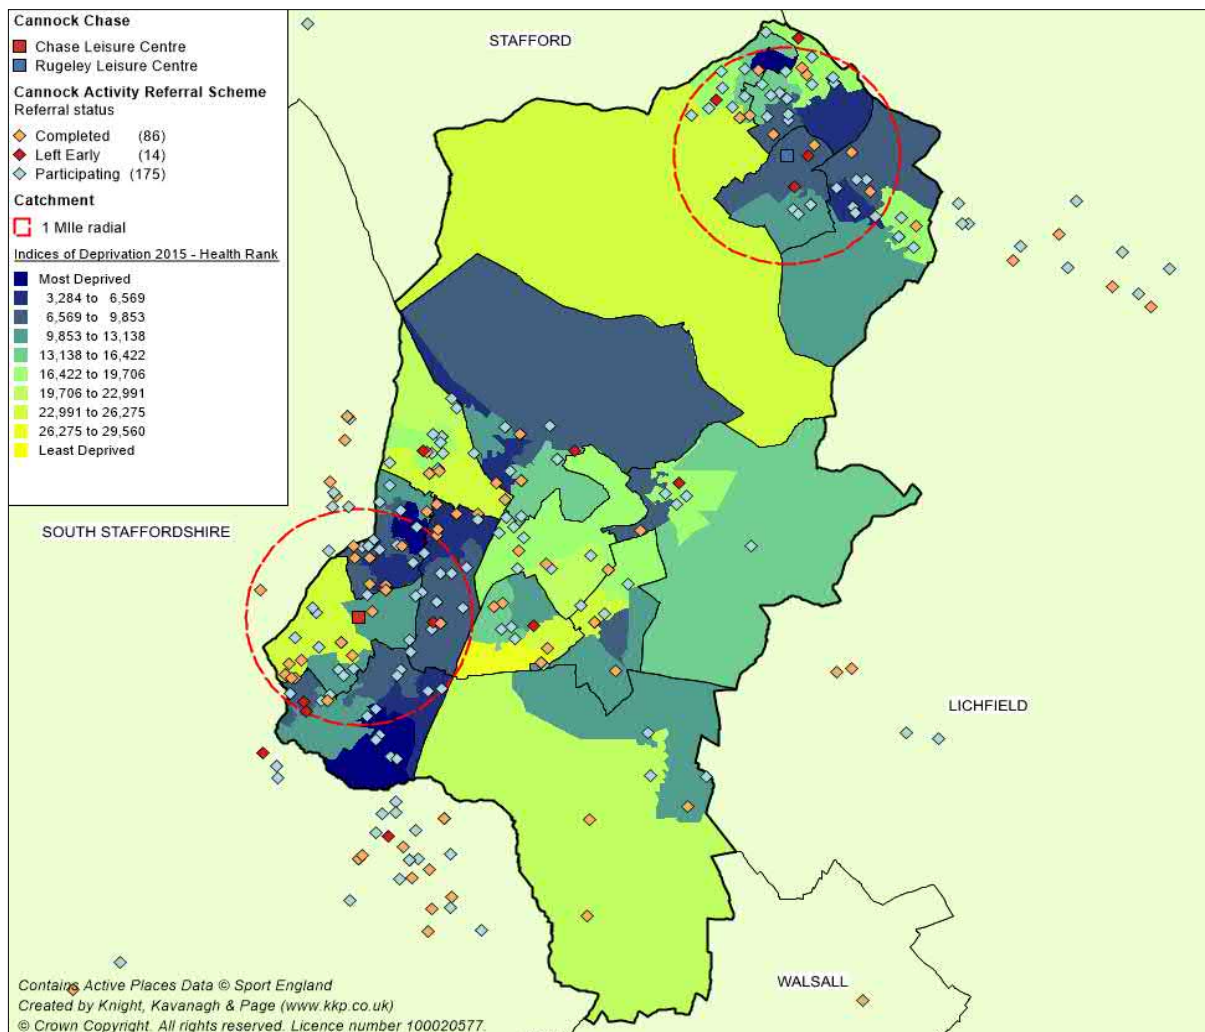 Cannock Chase
Chase Leisure Centre
Rugeley Leisure Centre
Cannock Activity Referral Scheme
Referral status
Completed (86)
Left Early (14)
Participating (175)
Catchment
1 MIle radial
Indices of Deprivation 2015 - Health Rank
Most Deprived
3,284 to 6,569
6,569 to 9,853
9,853 to 13,138
13,138 to 16,422
16,422 to 19,706
19,706 to 22,991
22,991 to 26,275
26,275 to 29,560
Least Deprived
STAFFORD
SOUTH STAFFORDSHIRE
LICHFIELD
WALSALL
Contains Active Places Data © Sport England
Created by Knight, Kavanagh & Page (www.kkp.co.uk)
© Crown Copyright. All rights reserved. Licence number 100020577.